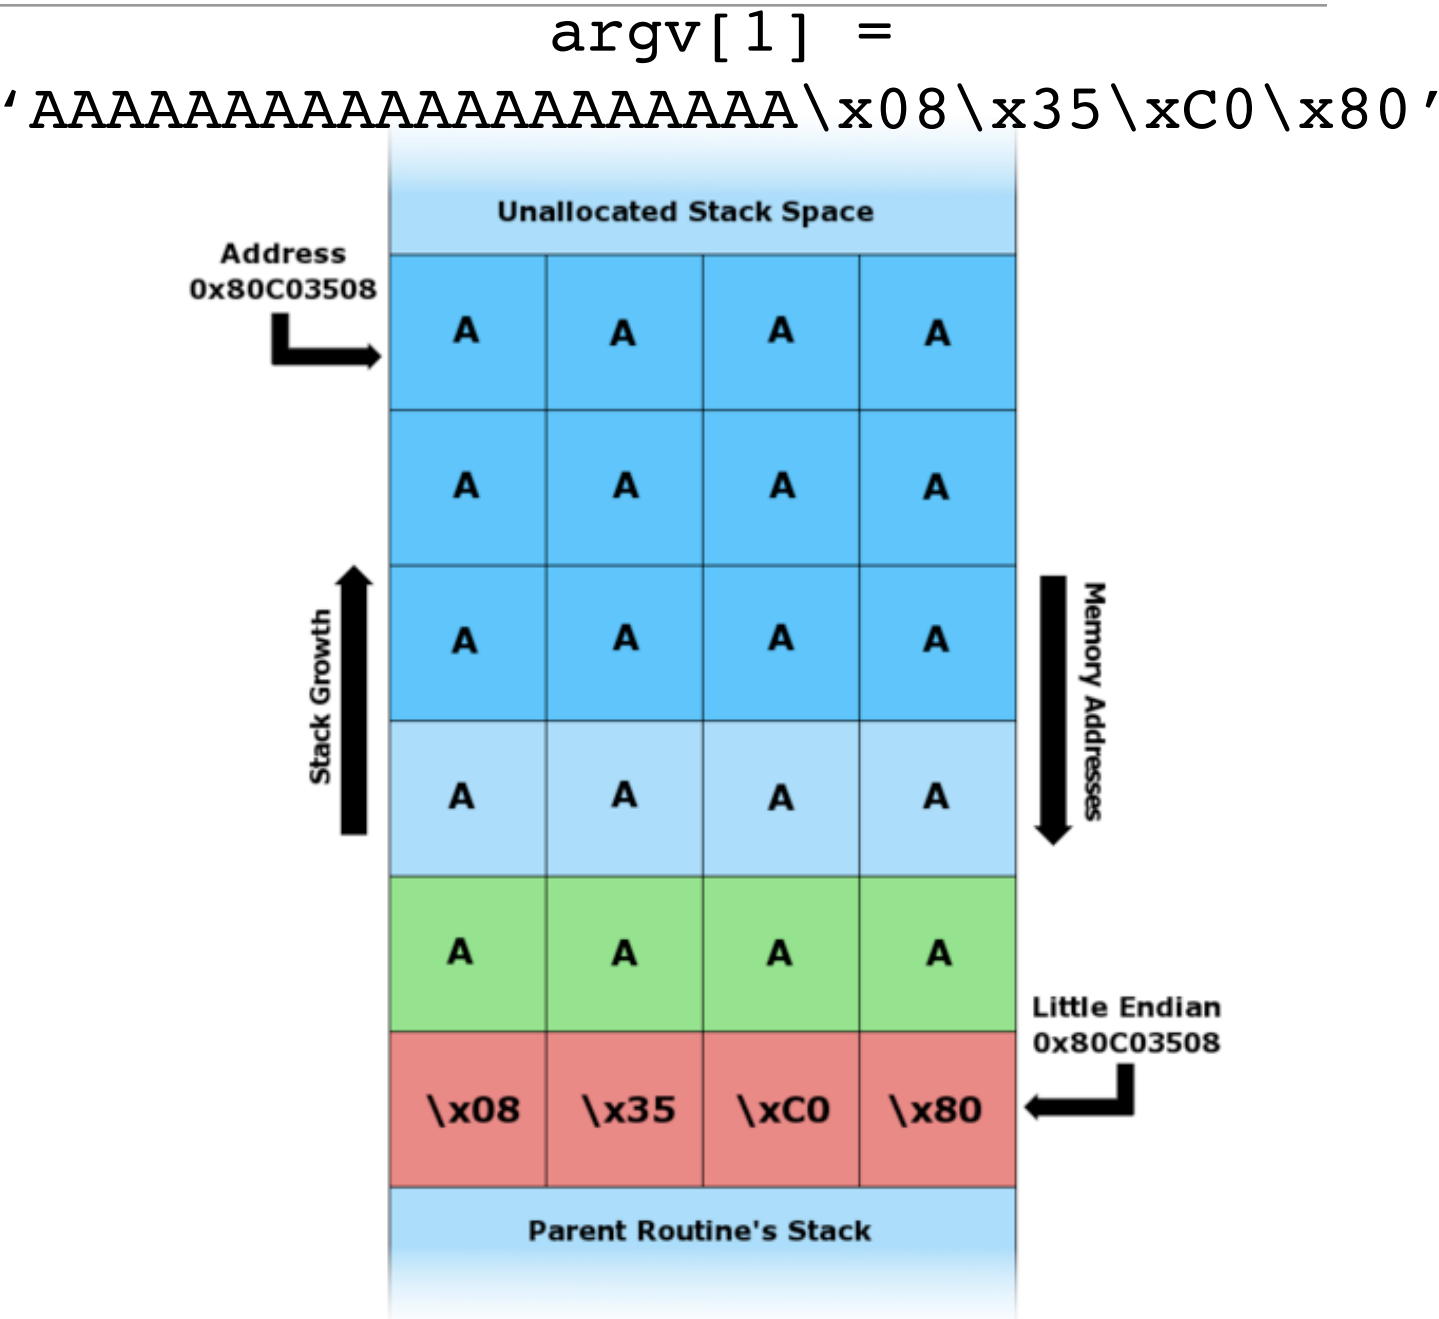 argv[1] =
‘AAAAAAAAAAAAAAAAAAAA\x08\x35\xC0\x80’
Unallocated Stack Space
Address
0x80C03508
A A A A
A A A A
Stack Growth
A A A A
Memory Addresses
A A A A
A A A A
Little Endian
0x80C03508
\x08 \x35 \xC0 \x80
Parent Routine's Stack